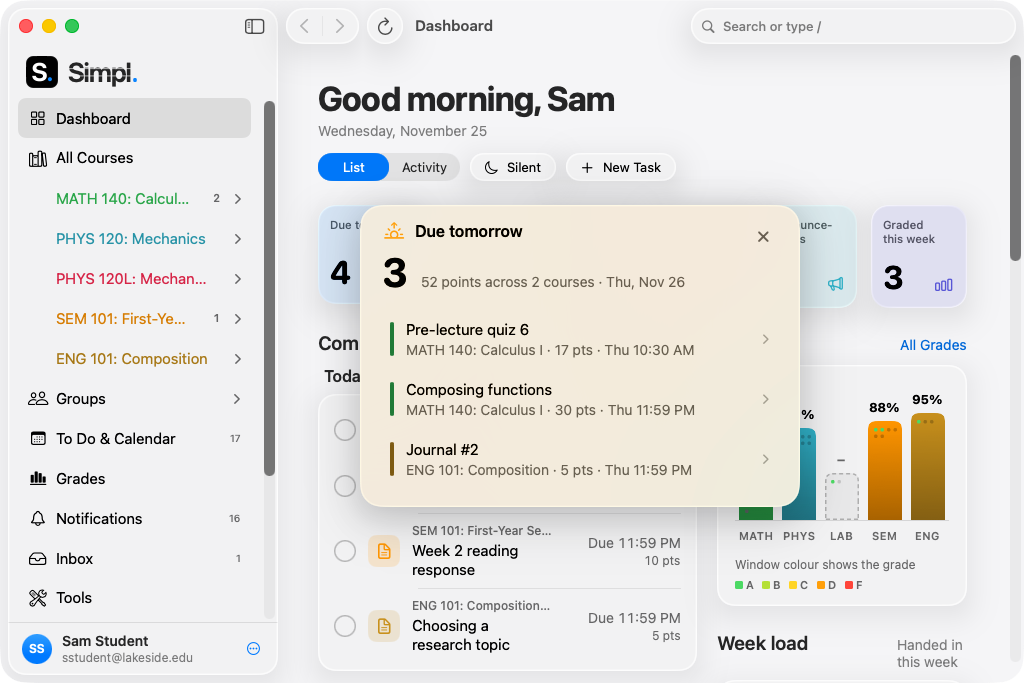 Dashboard
Search or type /
S.
Simpl.
Dashboard
All Courses
MATH 140: Calcul... 2
PHYS 120: Mechanics
PHYS 120L: Mechan...
SEM 101: First-Ye... 1
ENG 101: Composition
Groups
To Do & Calendar 17
Grades
Notifications 16
Inbox 1
Tools
SS
Sam Student
sstudent@lakeside.edu
Good morning, Sam
Wednesday, November 25
List Activity Silent + New Task
Due
4
Due tomorrow
3 52 points across 2 courses · Thu, Nov 26
Pre-lecture quiz 6
MATH 140: Calculus I · 17 pts · Thu 10:30 AM
Composing functions
MATH 140: Calculus I · 30 pts · Thu 11:59 PM
Journal #2
ENG 101: Composition · 5 pts · Thu 11:59 PM
Graded
this week
3
All Grades
SEM 101: First-Year Se...
Week 2 reading
response
Due 11:59 PM
10 pts
ENG 101: Composition...
Choosing a
research topic
Due 11:59 PM
5 pts
% – 88% 95%
MATH PHYS LAB SEM ENG
Window colour shows the grade
A B C D F
Week load
Handed in
this week